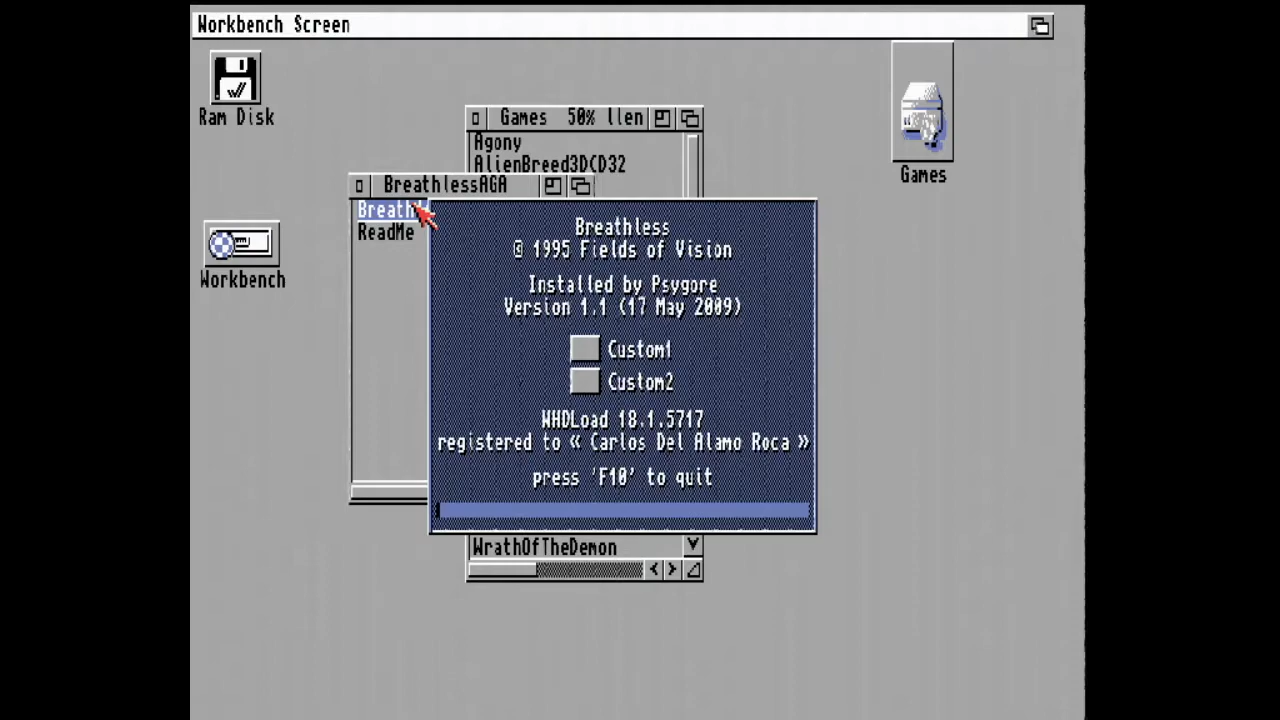 Workbench Screen
Ram Disk
Games 50% llen
Agony
AlienBreed3DCD32
Games
BreathlessAGA
Breath
ReadMe
Workbench
Breathless
© 1995 Fields of Vision
Installed by Psygore
Version 1.1 (17 May 2009)
Custom1
Custom2
WHDLoad 18.1.5717
registered to « Carlos Del Alamo Roca »
press 'F10' to quit
WrathOfTheDemon